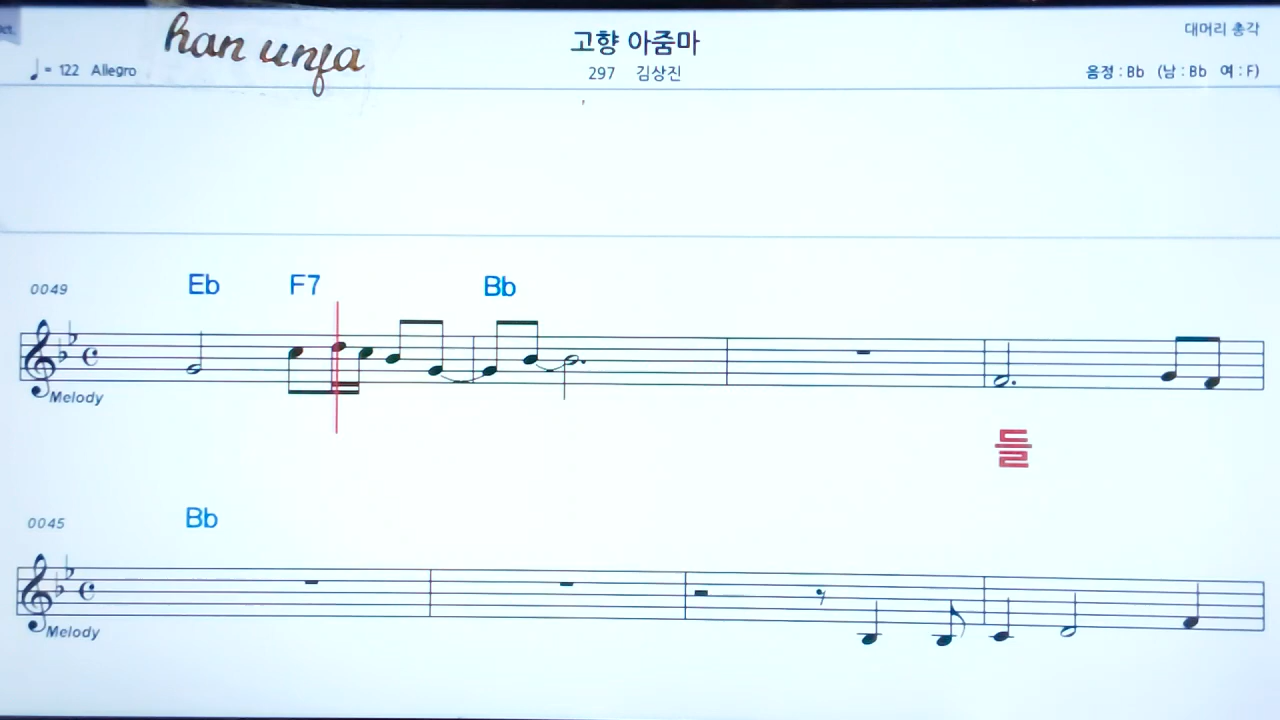 han unja
고향 아줌마
대머리 총각
♩= 122 Allegro
297 김상진
음정 : Bb (남 : Bb 여 : F)
0049
Eb F7 Bb
Melody
들
0045
Bb
Melody